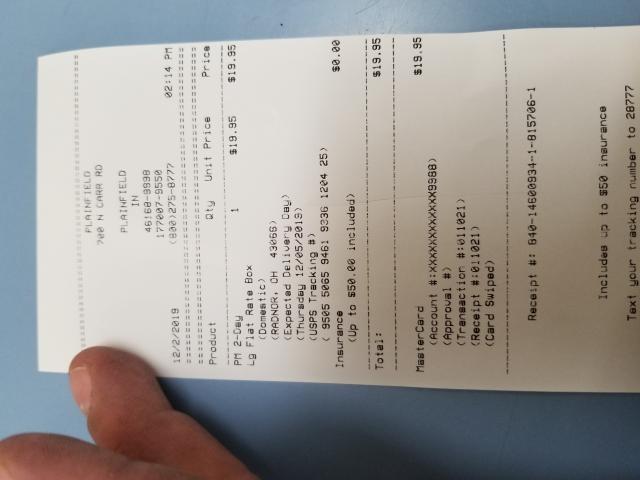 ==========================================
PLAINFIELD
700 N CARR RD
PLAINFIELD
IN
46168-9998
177007-9550
(800)275-8777
12/2/2019 02:14 PM
==========================================
==========================================
Product Qty Unit Price Price
------------------------------------------
PM 2-Day 1 $19.95 $19.95
Lg Flat Rate Box
(Domestic)
(RADNOR, OH 43066)
(Expected Delivery Day)
(Thursday 12/05/2019)
(USPS Tracking #)
( 9505 5065 9461 9336 1204 25)
Insurance $0.00
(Up to $50.00 included)
------------------------------------------
Total: $19.95
------------------------------------------
MasterCard $19.95
(Account #:XXXXXXXXXXXX9988)
(Approval #)
(Transaction #:011021)
(Receipt #:011021)
(Card Swiped)
------------------------------------------
Receipt #: 840-14600934-1-815706-1
Includes up to $50 insurance
Text your tracking number to 28777